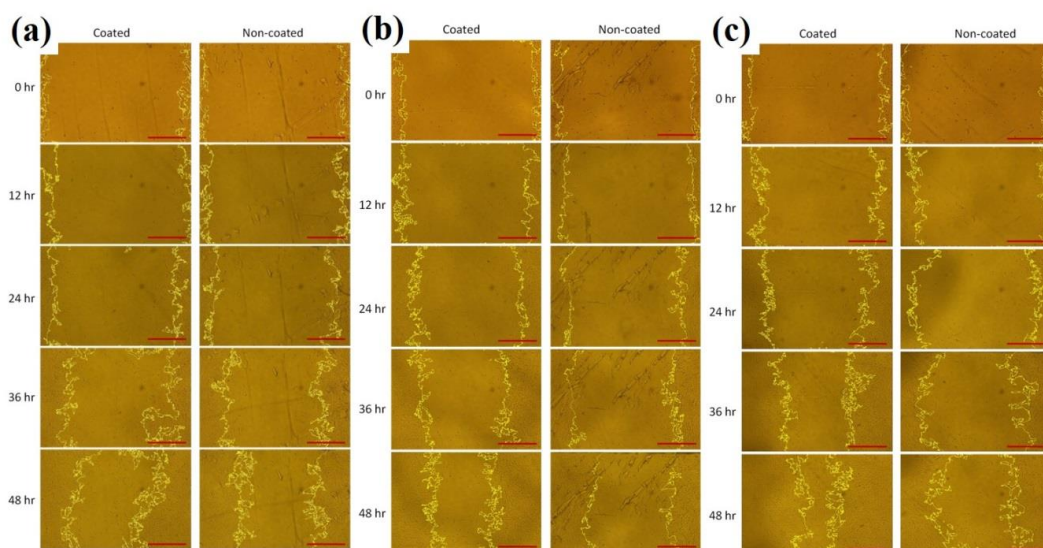 (a)
Coated Non-coated
0 hr
12 hr
24 hr
36 hr
48 hr
(b)
Coated Non-coated
0 hr
12 hr
24 hr
36 hr
48 hr
(c)
Coated Non-coated
0 hr
12 hr
24 hr
36 hr
48 hr